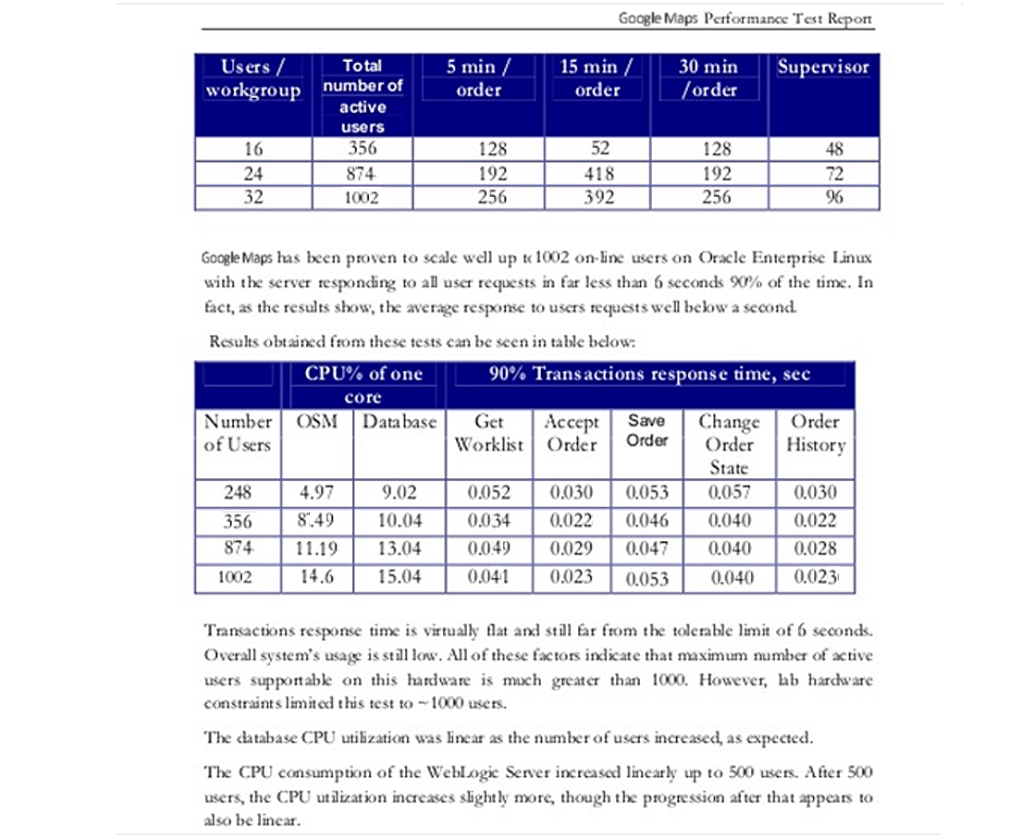 Google Maps Performance Test Report
Users / workgroup Total number of active users 5 min / order 15 min / order 30 min /order Supervisor
16 356 128 52 128 48
24 874 192 418 192 72
32 1002 256 392 256 96
Google Maps has been proven to scale well up to 1002 on-line users on Oracle Enterprise Linux
with the server responding to all user requests in far less than 6 seconds 90% of the time. In
fact, as the results show, the average response to users requests well below a second.
Results obtained from these tests can be seen in table below:
CPU% of one core 90% Transactions response time, sec
Number of Users OSM Database Get Worklist Accept Order Save Order Change Order State Order History
248 4.97 9.02 0.052 0.030 0.053 0.057 0.030
356 8.49 10.04 0.034 0.022 0.046 0.040 0.022
874 11.19 13.04 0.049 0.029 0.047 0.040 0.028
1002 14.6 15.04 0.041 0.023 0.053 0.040 0.023
Transactions response time is virtually flat and still far from the tolerable limit of 6 seconds.
Overall system's usage is still low. All of these factors indicate that maximum number of active
users supportable on this hardware is much greater than 1000. However, lab hardware
constraints limited this test to ~1000 users.
The database CPU utilization was linear as the number of users increased, as expected.
The CPU consumption of the WebLogic Server increased linearly up to 500 users. After 500
users, the CPU utilization increases slightly more, though the progression after that appears to
also be linear.